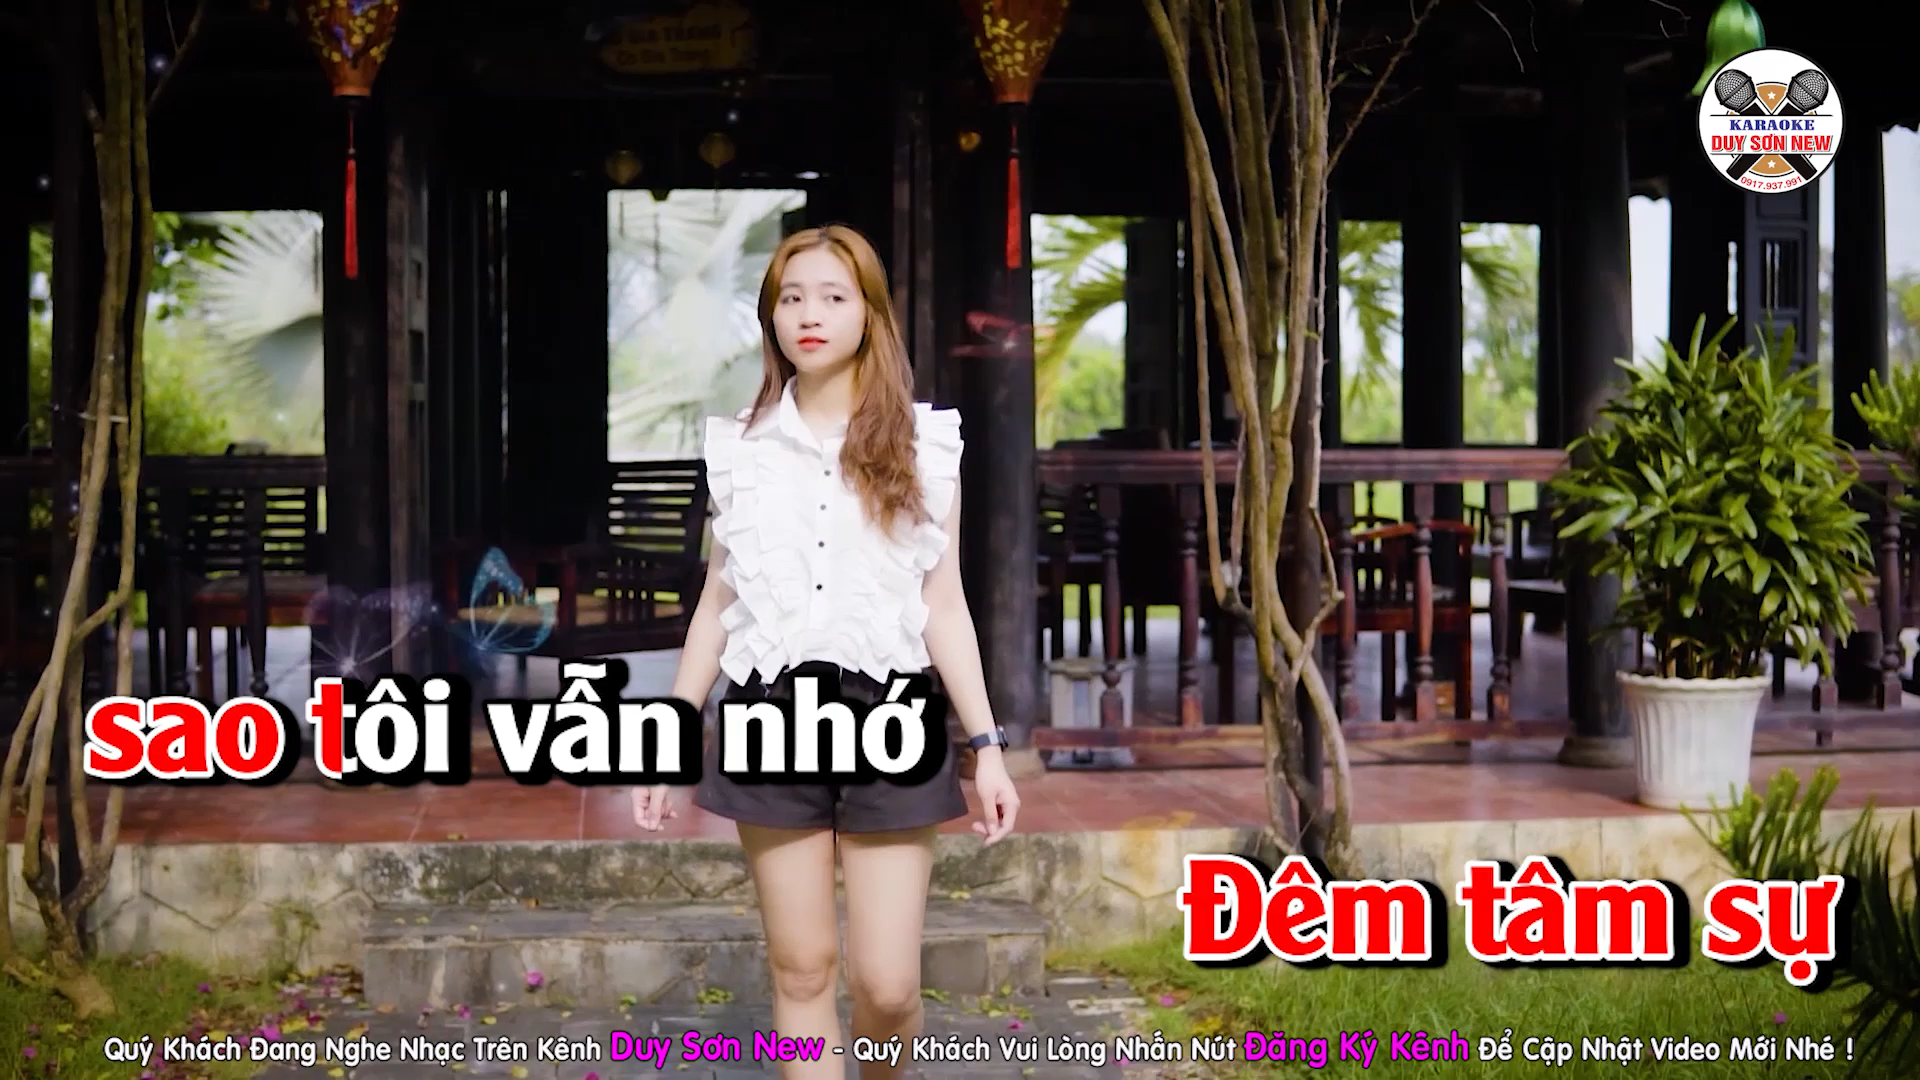 KARAOKE
DUY SƠN NEW
0917.937.991
sao tôi vẫn nhớ
Đêm tâm sự
Quý Khách Đang Nghe Nhạc Trên Kênh Duy Sơn New - Quý Khách Vui Lòng Nhấn Nút Đăng Ký Kênh Để Cập Nhật Video Mới Nhé !